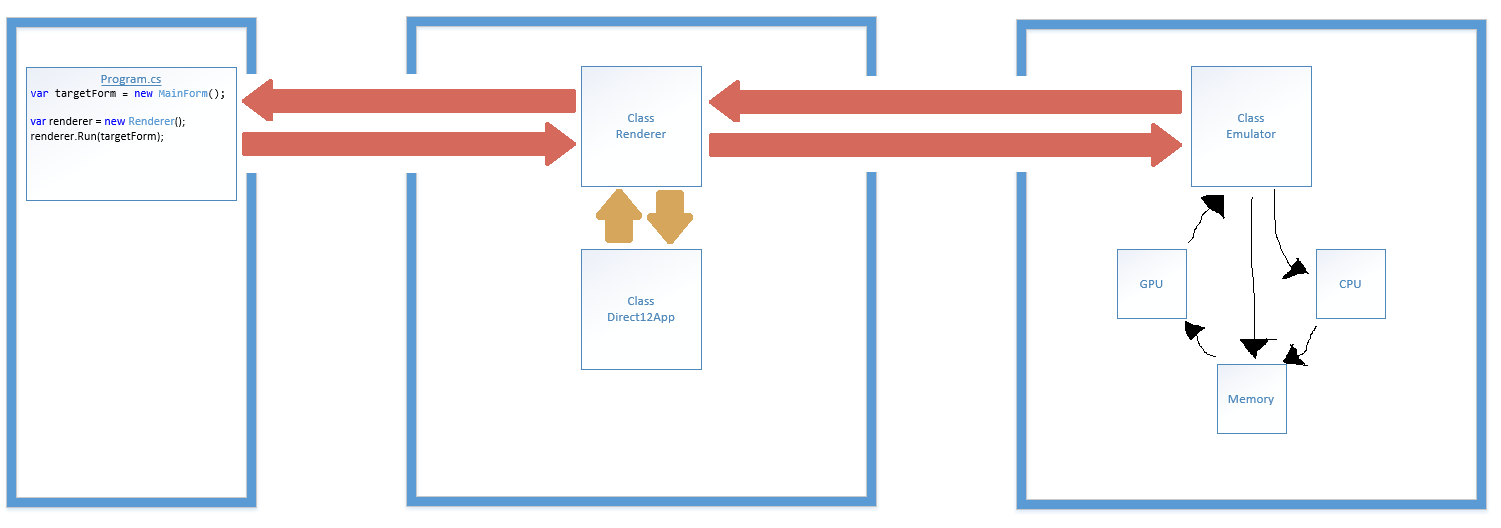 Program.cs
var targetForm = new MainForm();
var renderer = new Renderer();
renderer.Run(targetForm);
Class
Renderer
Class
Direct12App
Class
Emulator
GPU
CPU
Memory